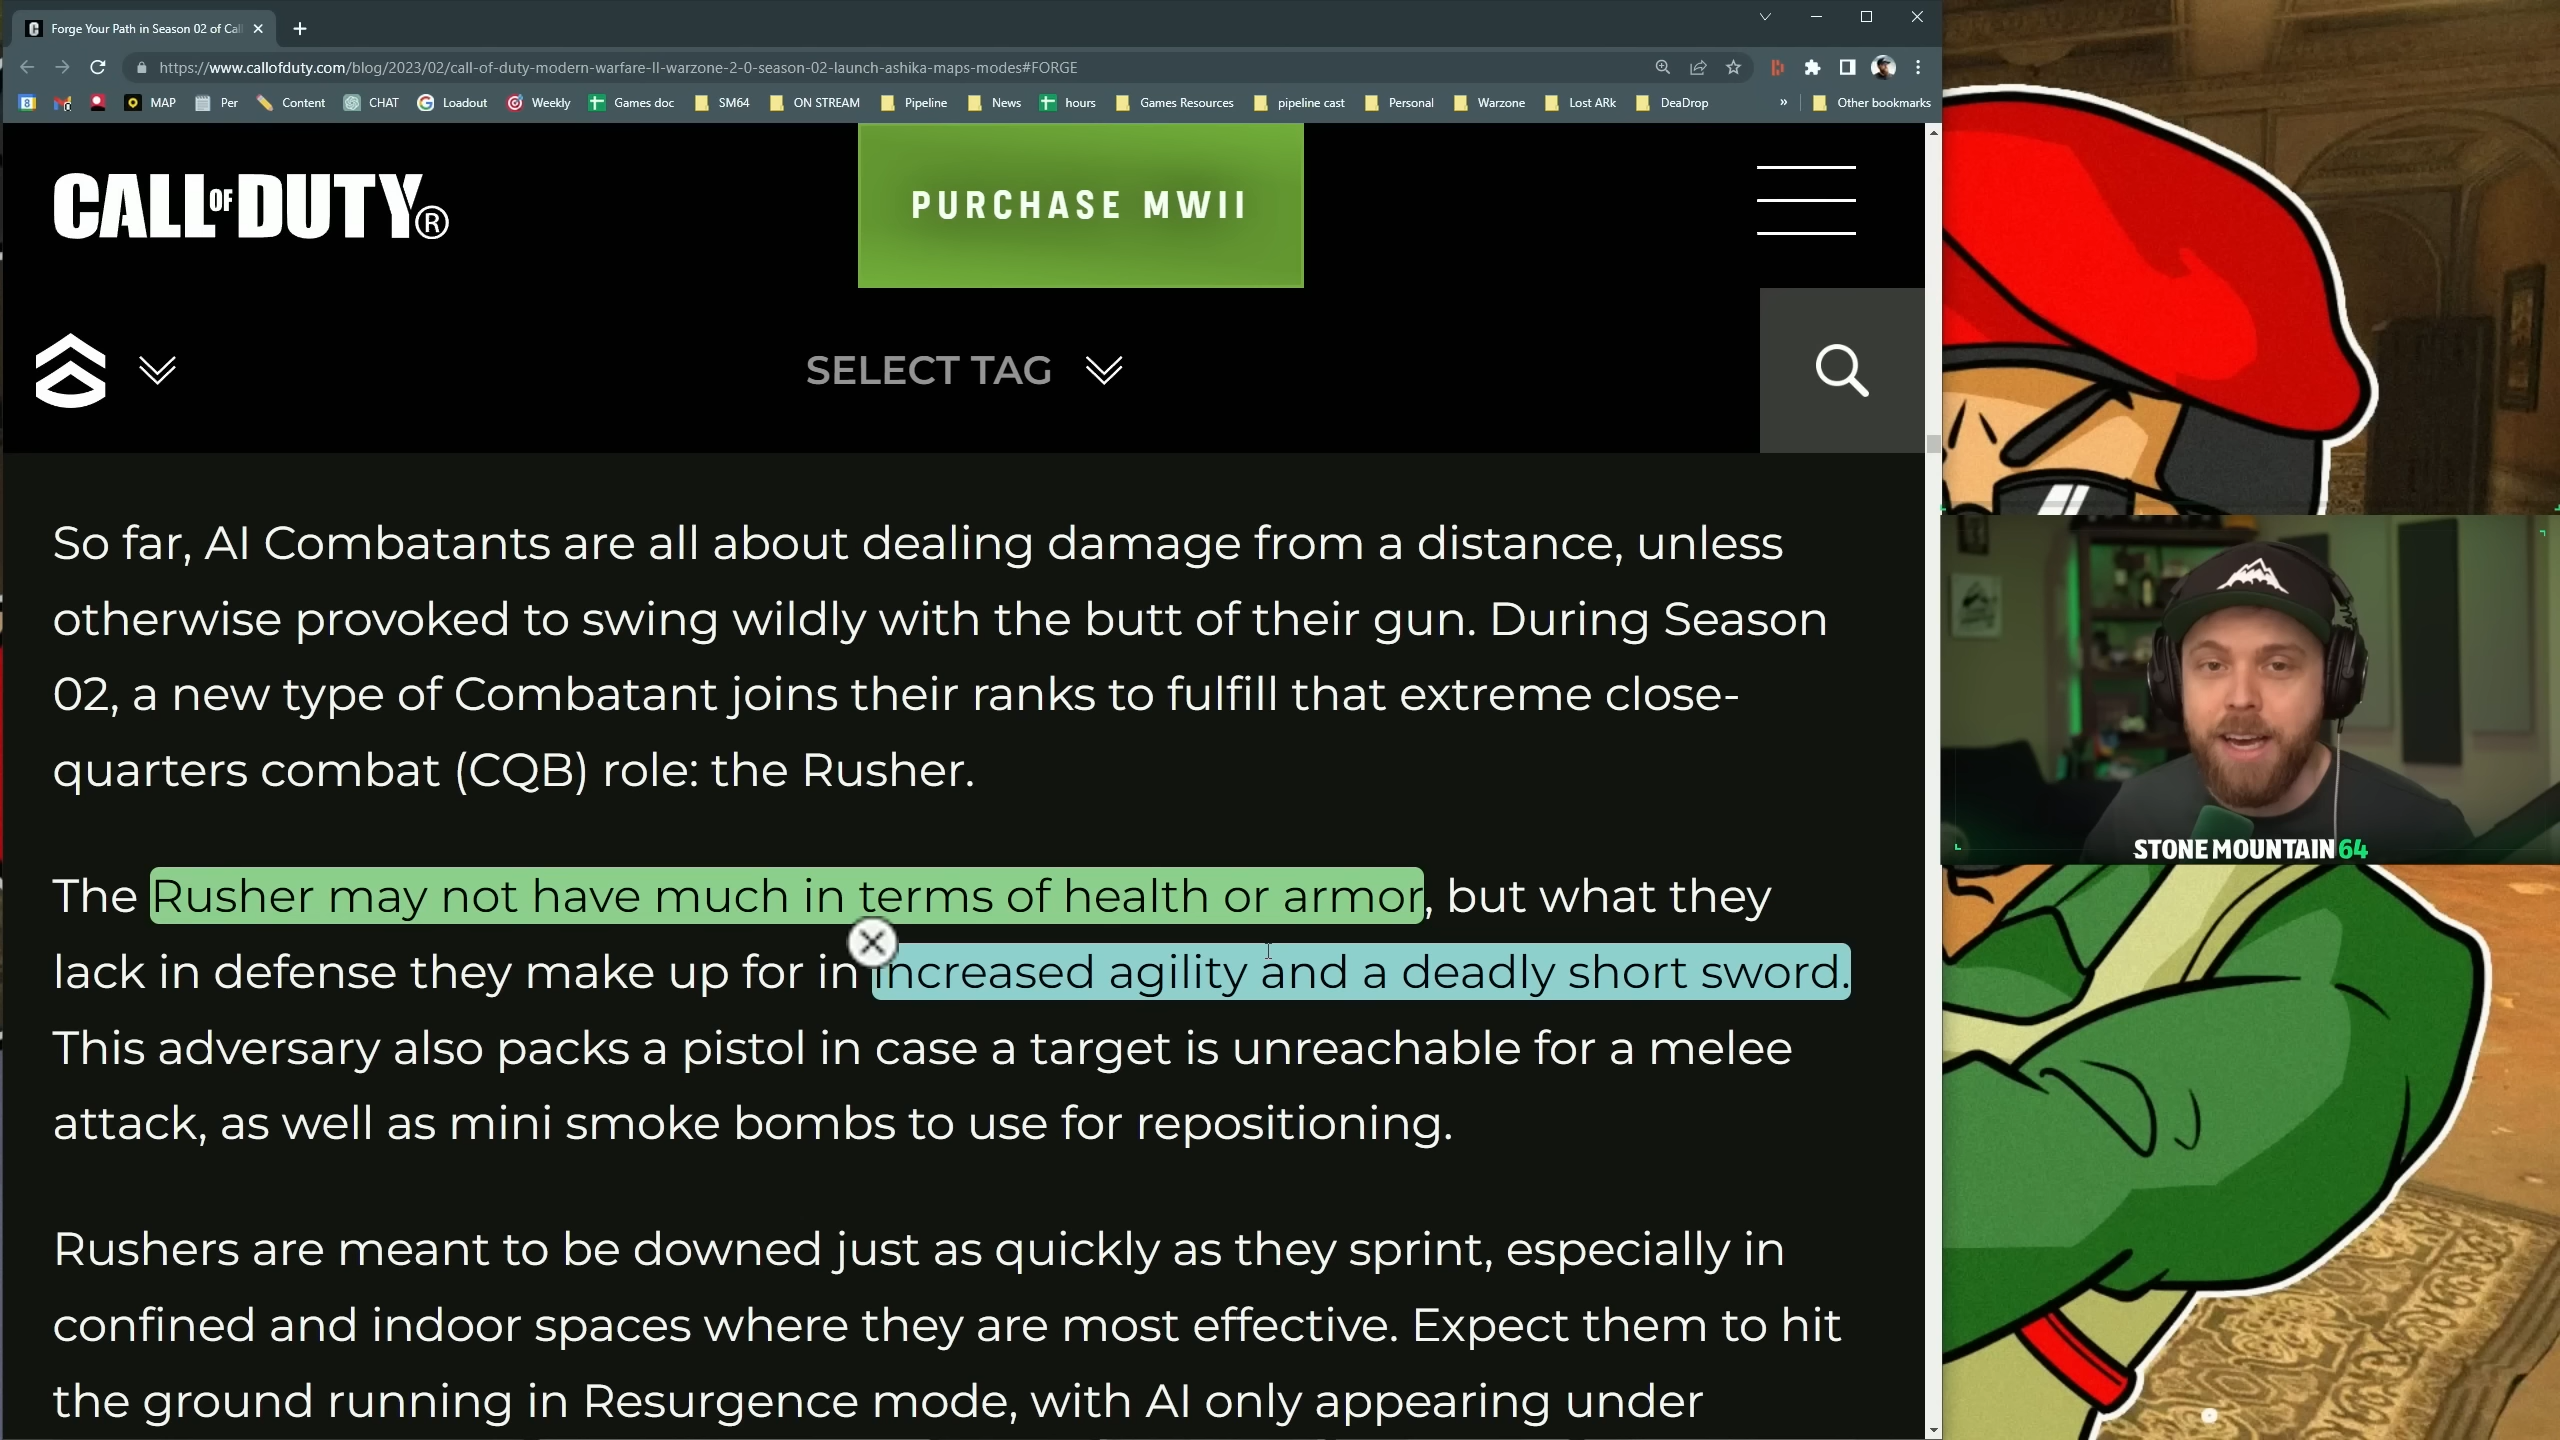 Forge Your Path in Season 02 of Cal
https://www.callofduty.com/blog/2023/02/call-of-duty-modern-warfare-II-warzone-2-0-season-02-launch-ashika-maps-modes#FORGE
8 MAP Per Content CHAT Loadout Weekly Games doc SM64 ON STREAM Pipeline News hours Games Resources pipeline cast Personal Warzone Lost ARk DeaDrop » Other bookmarks
CALL OF DUTY®
PURCHASE MWII
SELECT TAG
So far, AI Combatants are all about dealing damage from a distance, unless
otherwise provoked to swing wildly with the butt of their gun. During Season
02, a new type of Combatant joins their ranks to fulfill that extreme close-
quarters combat (CQB) role: the Rusher.
The Rusher may not have much in terms of health or armor, but what they
lack in defense they make up for in increased agility and a deadly short sword.
This adversary also packs a pistol in case a target is unreachable for a melee
attack, as well as mini smoke bombs to use for repositioning.
Rushers are meant to be downed just as quickly as they sprint, especially in
confined and indoor spaces where they are most effective. Expect them to hit
the ground running in Resurgence mode, with AI only appearing under
STONE MOUNTAIN 64